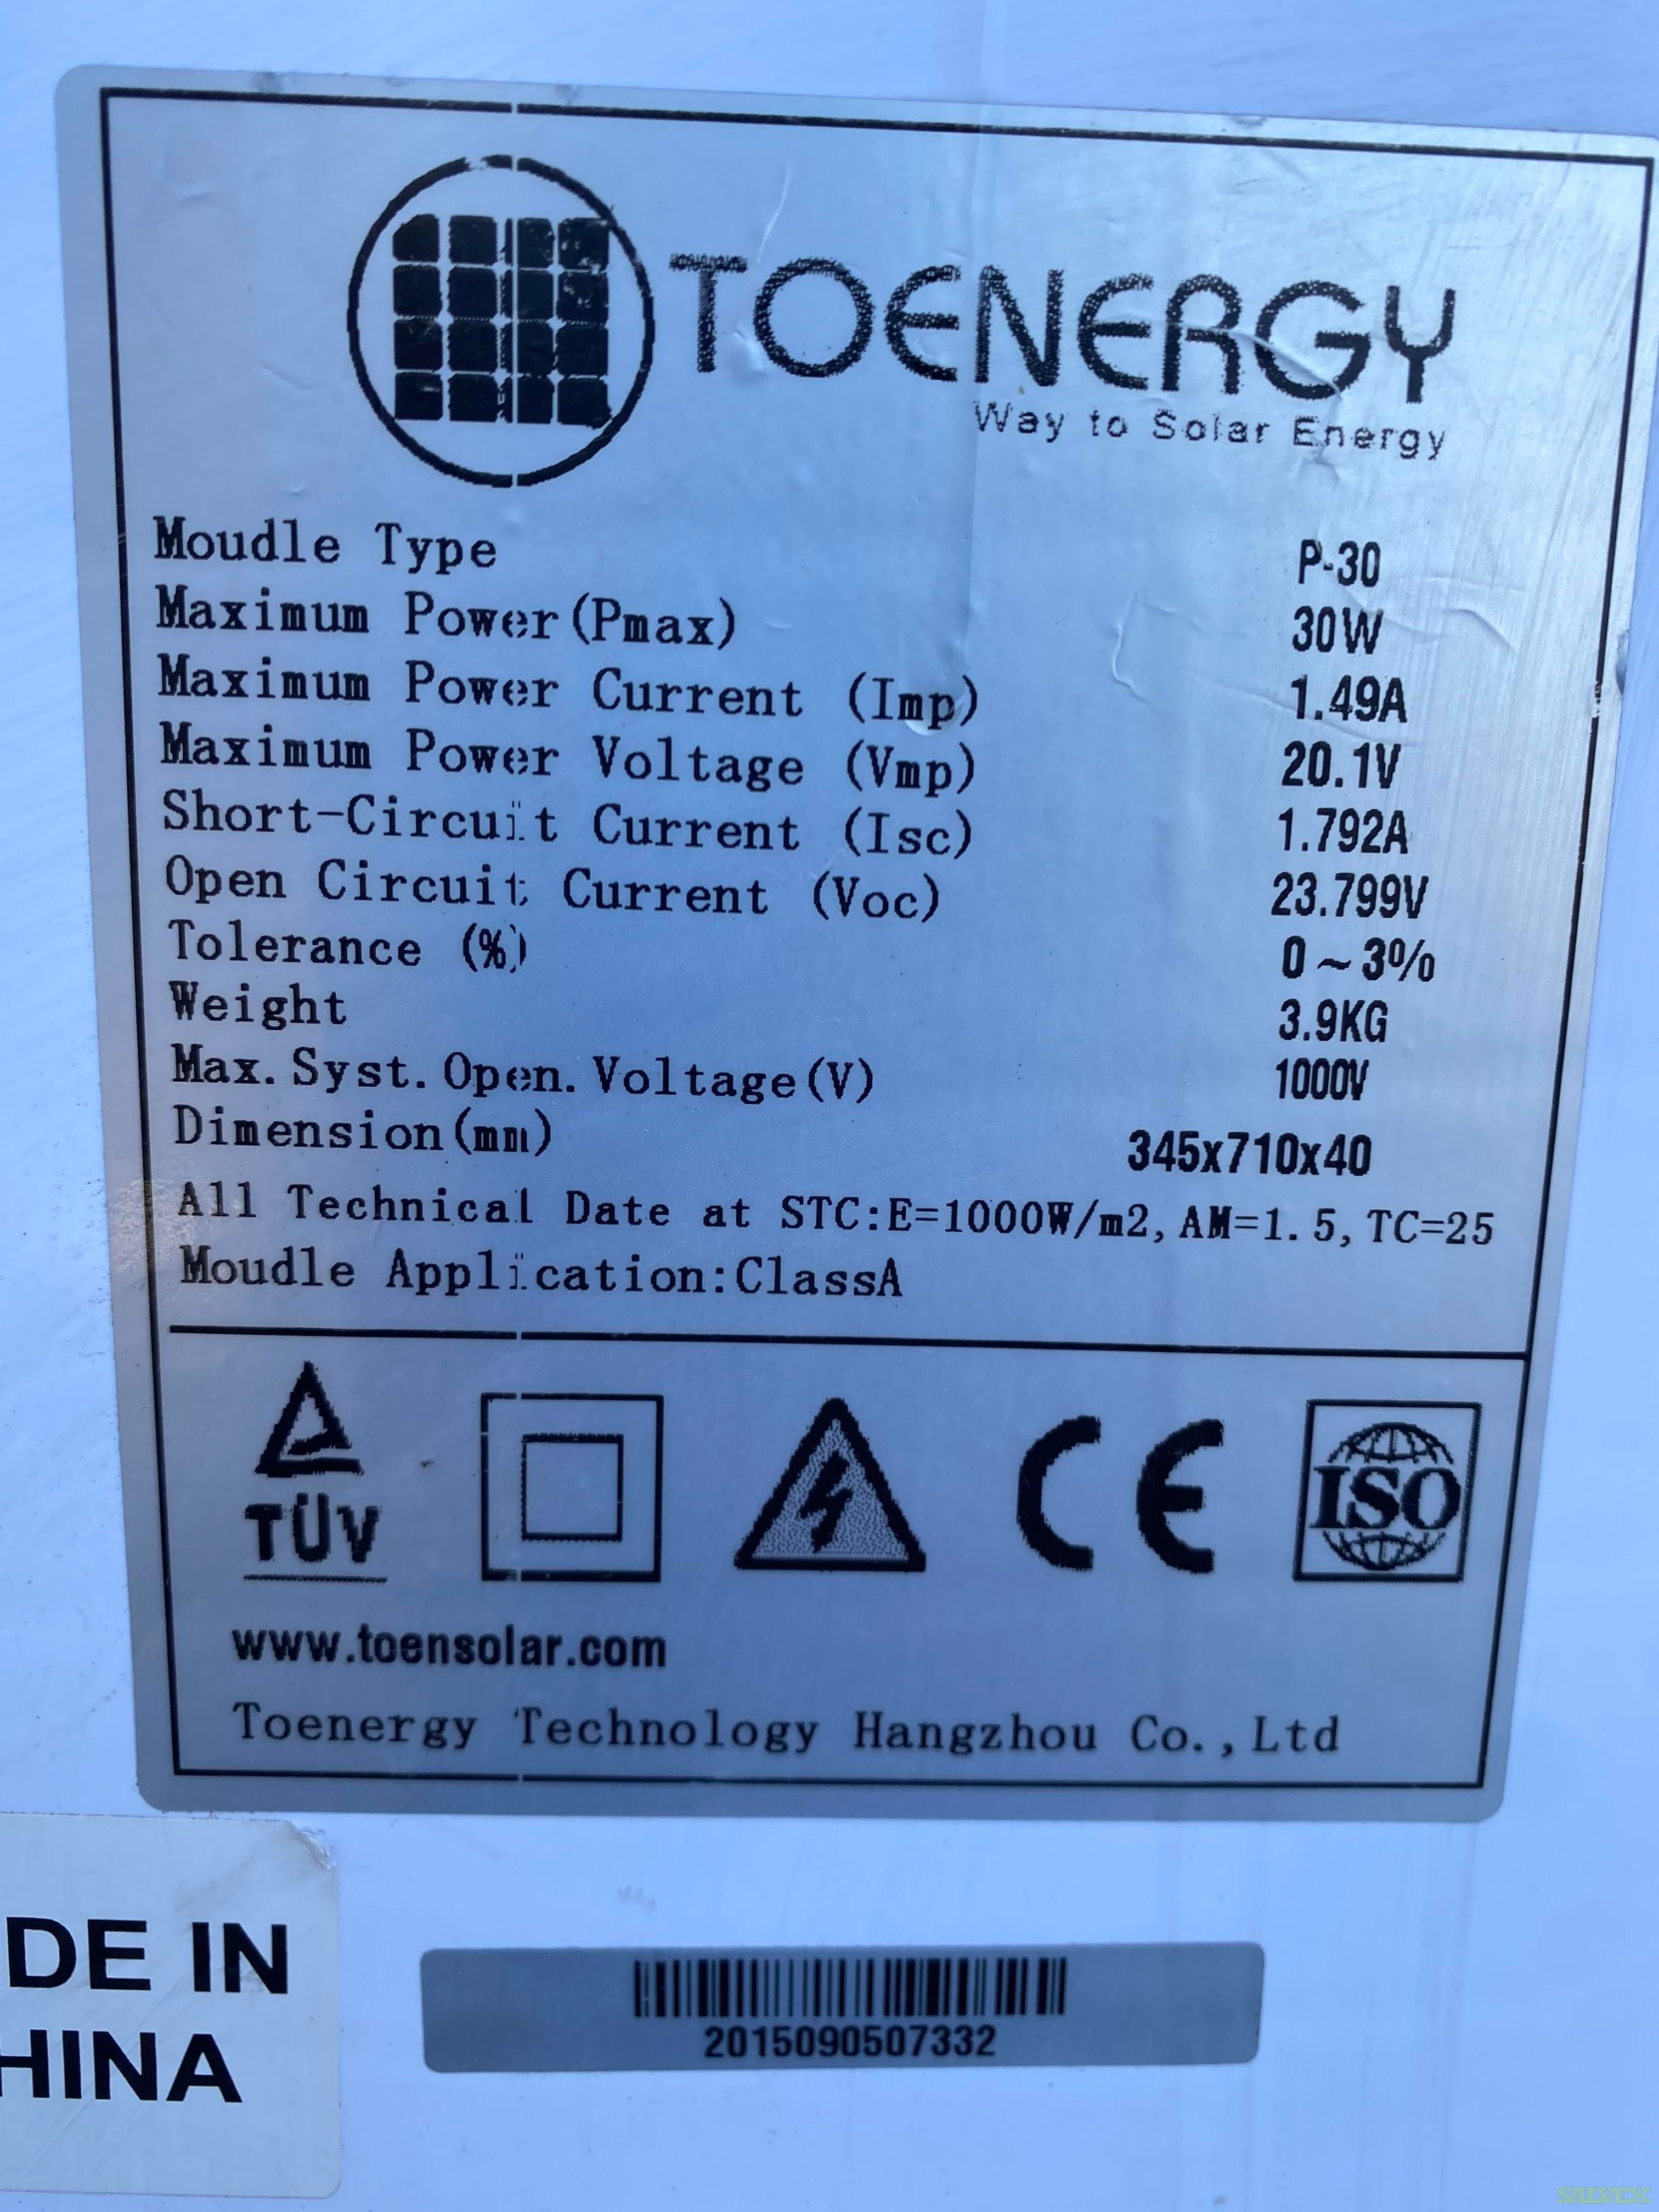 TOENERGY
Way to Solar Energy
Moudle Type P-30
Maximum Power(Pmax) 30W
Maximum Power Current (Imp) 1.49A
Maximum Power Voltage (Vmp) 20.1V
Short-Circuit Current (Isc) 1.792A
Open Circuit Current (Voc) 23.799V
Tolerance (%) 0~3%
Weight 3.9KG
Max.Syst.Open.Voltage(V) 1000V
Dimension(mm) 345x710x40
All Technical Date at STC:E=1000W/m2,AM=1.5,TC=25
Moudle Application:ClassA
TÜV CE ISO
www.toensolar.com
Toenergy Technology Hangzhou Co.,Ltd
DE IN
HINA
2015090507332
SALVEX